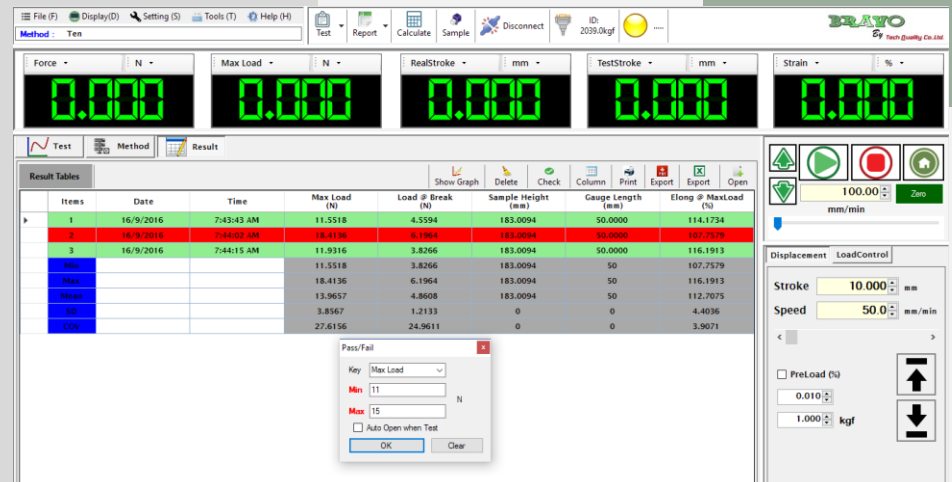 File (F) Display(D) Setting (S) Tools (T) Help (H)
Method : Ten
Test Report Calculate Sample Disconnect ID: 2039.0kgf .....
BRAVO
By Tech Quality Co.,Ltd.
Force N Max Load N RealStroke mm TestStroke mm Strain %
0.000 0.000 0.000 0.000 0.000
Test Method Result
Result Tables
Show Graph Delete Check Column Print Export Export Open
Items Date Time Max Load (N) Load @ Break (N) Sample Height (mm) Gauge Length (mm) Elong @ MaxLoad (%)
1 16/9/2016 7:43:43 AM 11.5518 4.5594 183.0094 50.0000 114.1734
2 16/9/2016 7:44:02 AM 18.4136 6.1964 183.0094 50.0000 107.7579
3 16/9/2016 7:44:15 AM 11.9316 3.8266 183.0094 50.0000 116.1913
Min 11.5518 3.8266 183.0094 50 107.7579
Max 18.4136 6.1964 183.0094 50 116.1913
Mean 13.9657 4.8608 183.0094 50 112.7075
SD 3.8567 1.2133 0 0 4.4036
COV 27.6156 24.9611 0 0 3.9071
Pass/Fail
Key Max Load
Min 11
N
Max 15
Auto Open when Test
OK Clear
100.00 Zero
mm/min
Displacement LoadControl
Stroke 10.000 mm
Speed 50.0 mm/min
PreLoad (%)
0.010
1.000 kgf